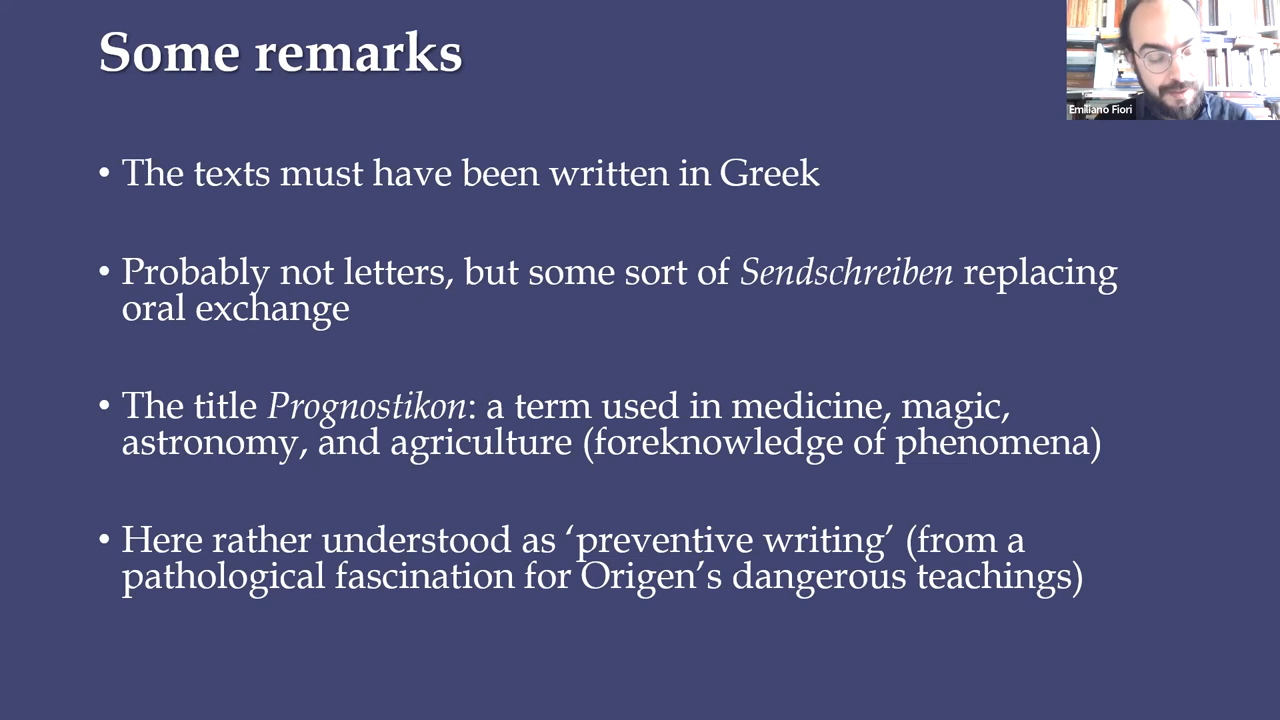 Some remarks
Emiliano Fiori
• The texts must have been written in Greek
• Probably not letters, but some sort of Sendschreiben replacing
oral exchange
• The title Prognostikon: a term used in medicine, magic,
astronomy, and agriculture (foreknowledge of phenomena)
• Here rather understood as ‘preventive writing’ (from a
pathological fascination for Origen’s dangerous teachings)